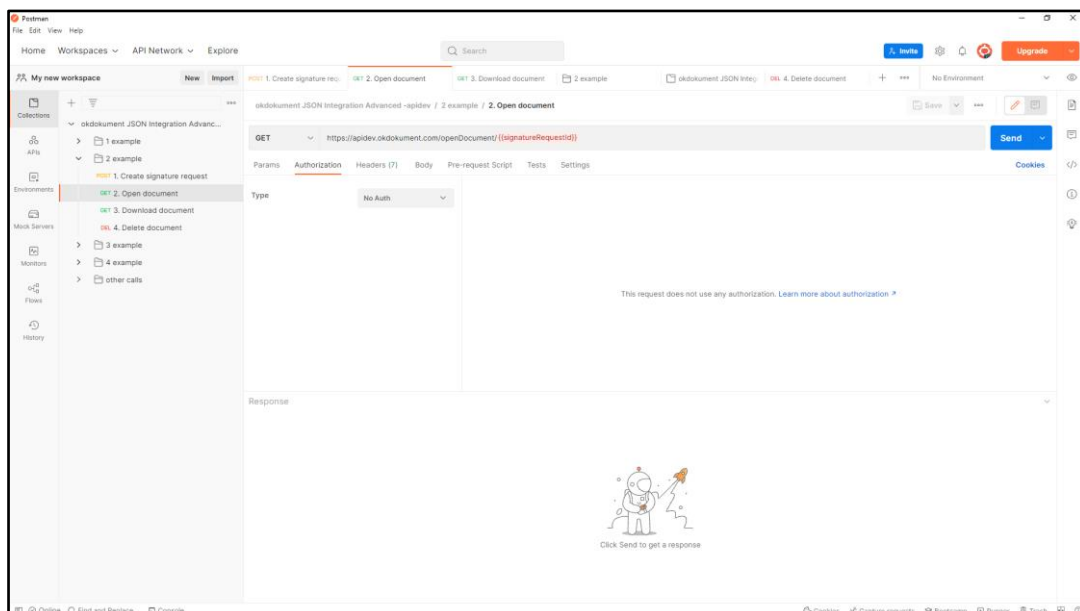 Postman
File Edit View Help
Home Workspaces API Network Explore
Search
Invite
Upgrade
My new workspace
New Import
POST 1. Create signature req
GET 2. Open document
GET 3. Download document
2 example
okdokument JSON Integ
DEL 4. Delete document
No Environment
Collections
APIs
Environments
Mock Servers
Monitors
Flows
History
okdokument JSON Integration Advanc...
1 example
2 example
POST 1. Create signature request
GET 2. Open document
GET 3. Download document
DEL 4. Delete document
3 example
4 example
other calls
okdokument JSON Integration Advanced -apidev / 2 example / 2. Open document
Save
GET https://apidev.okdokument.com/openDocument/{{signatureRequestId}}
Send
Params Authorization Headers (7) Body Pre-request Script Tests Settings
Cookies
Type No Auth
This request does not use any authorization. Learn more about authorization
Response
Click Send to get a response
Online Find and Replace Console
Cookies Capture requests Bootcamp Runner Trash